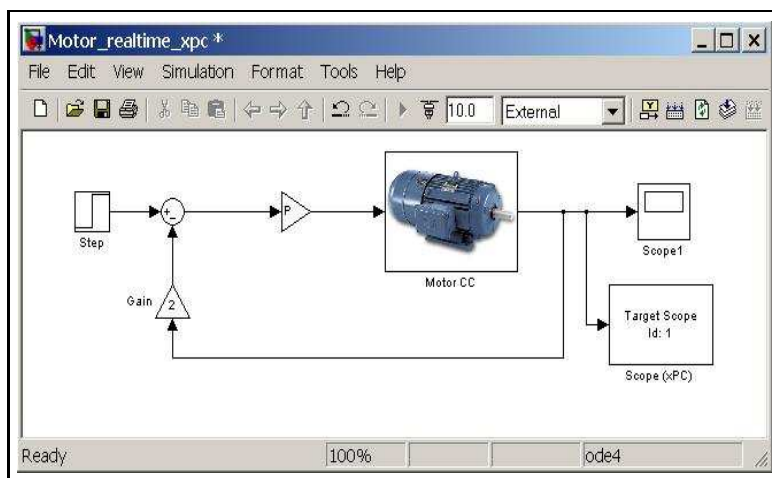 Motor_realtime_xpc *
File Edit View Simulation Format Tools Help
10.0 External
Step
P
Motor CC
Scope1
Gain
2
Target Scope
Id: 1
Scope (xPC)
Ready 100% ode4